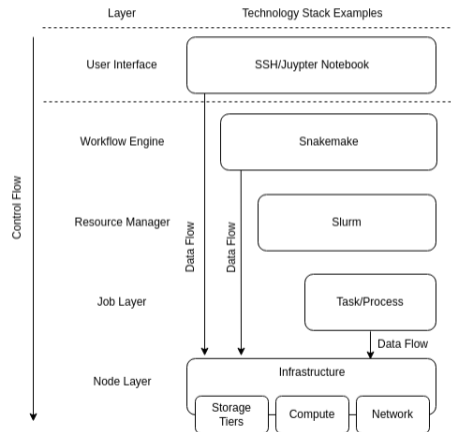 Layer Technology Stack Examples
User Interface SSH/Juypter Notebook
Workflow Engine Snakemake
Control Flow
Resource Manager Slurm
Data Flow
Data Flow
Job Layer Task/Process
Data Flow
Infrastructure
Node Layer
Storage
Tiers
Compute
Network